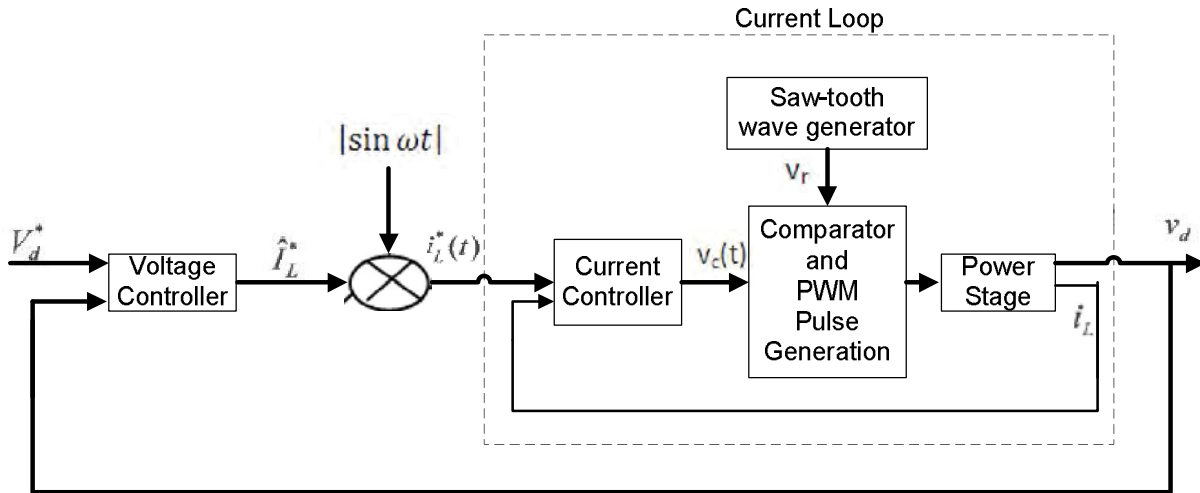 Current Loop
Saw-tooth
wave generator
|sin ωt|
v_r
V_d^*
Voltage
Controller
Î_L^*
i_L^*(t)
Current
Controller
v_c(t)
Comparator
and
PWM
Pulse
Generation
Power
Stage
v_d
i_L